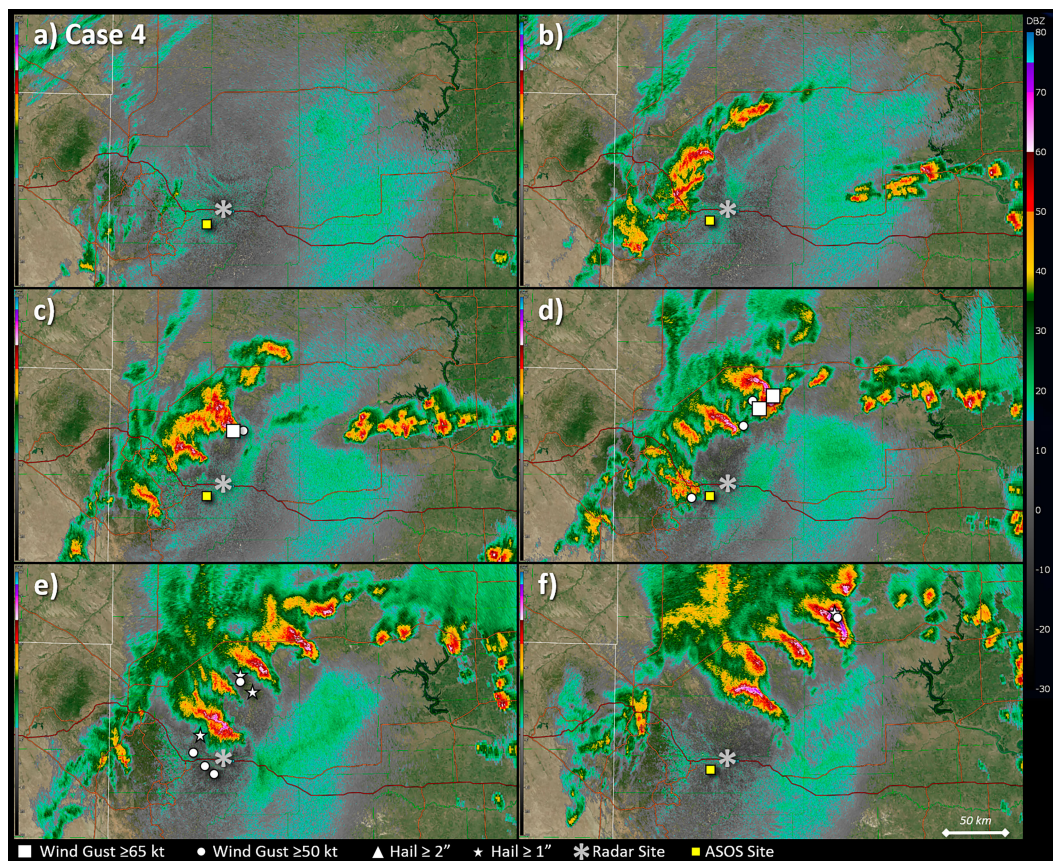 a) Case 4
b)
DBZ
80
70
60
50
40
30
20
10
0
-10
-20
-30
c)
d)
e)
f)
50 km
Wind Gust ≥65 kt
Wind Gust ≥50 kt
Hail ≥ 2”
Hail ≥ 1”
Radar Site
ASOS Site